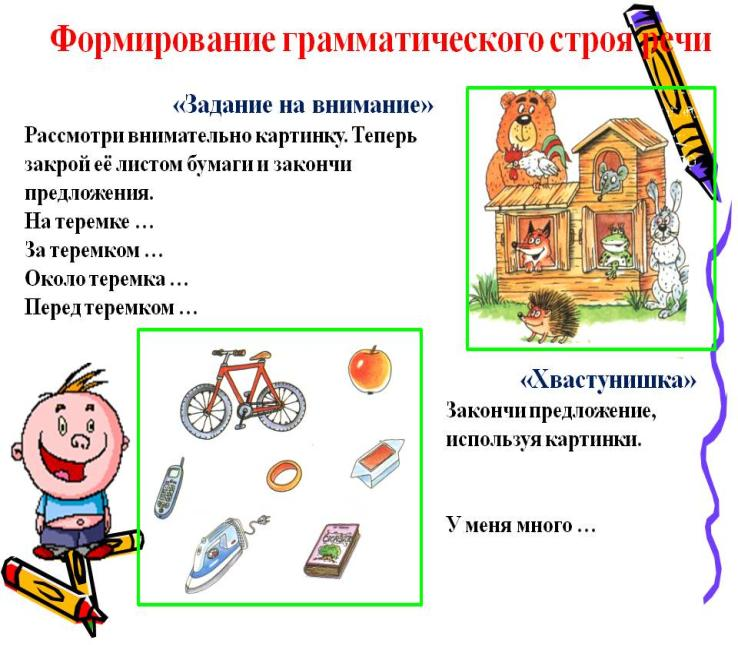 Формирование грамматического строя речи
«Задание на внимание»
Рассмотри внимательно картинку. Теперь
закрой её листом бумаги и закончи
предложения.
На теремке …
За теремком …
Около теремка …
Перед теремком …
«Хвастунишка»
Закончи предложение,
используя картинки.
У меня много …